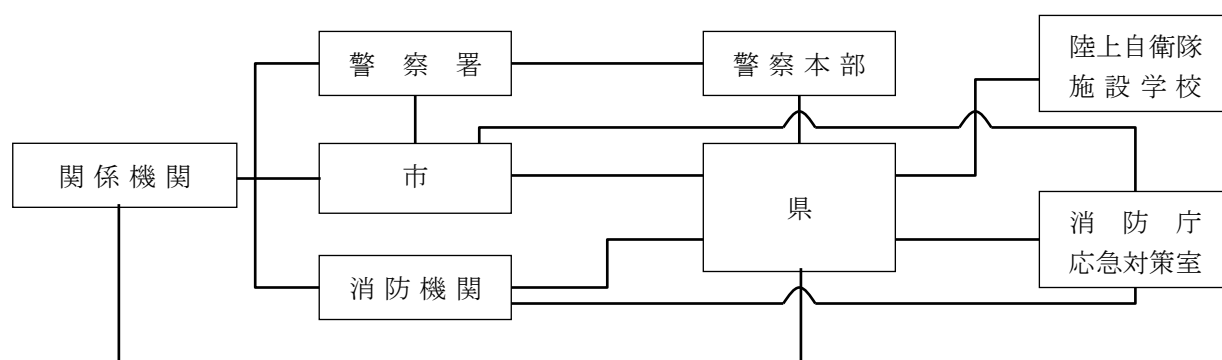 警察署
警察本部
陸上自衛隊
施設学校
関係機関
市
県
消防庁
応急対策室
消防機関